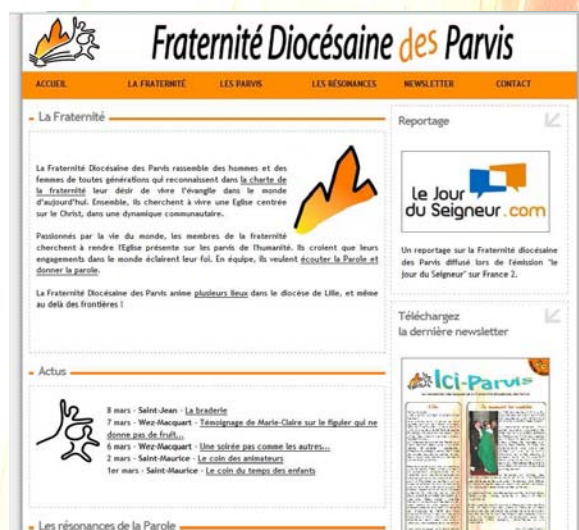 Fraternité Diocésaine des Parvis
ACCUEIL LA FRATERNITÉ LES PARVIS LES RÉSONANCES NEWSLETTER CONTACT
La Fraternité
La Fraternité Diocésaine des Parvis rassemble des hommes et des
femmes de toutes générations qui reconnaissent dans la charte de
la fraternité leur désir de vivre l'évangile dans le monde
d'aujourd'hui. Ensemble, ils cherchent à vivre une Eglise centrée
sur le Christ, dans une dynamique communautaire.
Passionnés par la vie du monde, les membres de la fraternité
cherchent à rendre l'Eglise présente sur les parvis de l'humanité. Ils croient que leurs
engagements dans le monde éclairent leur foi. En équipe, ils veulent écouter la Parole et
donner la parole.
La Fraternité Diocésaine des Parvis anime plusieurs lieux dans le diocèse de Lille, et même
au delà des frontières !
Actus
8 mars - Saint-Jean - La braderie
7 mars - Wez-Macquart - Témoignage de Marie-Claire sur le figuier qui ne
donne pas de fruit...
6 mars - Wez-Macquart - Une soirée pas comme les autres...
2 mars - Saint-Maurice - Le coin des animateurs
1er mars - Saint-Maurice - Le coin du temps des enfants
Les résonances de la Parole
Reportage
Le Jour
du Seigneur.com
Un reportage sur la Fraternité diocésaine
des Parvis diffusé lors de l'émission "le
jour du Seigneur" sur France 2.
Téléchargez
la dernière newsletter
Ici-Parvis